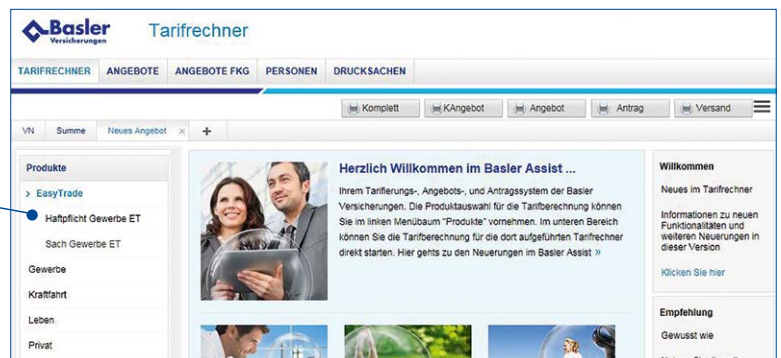 Basler
Versicherungen
Tarifrechner
TARIFRECHNER ANGEBOTE ANGEBOTE FKG PERSONEN DRUCKSACHEN
Komplett KAngebot Angebot Antrag Versand
VN Summe Neues Angebot × +
Produkte
> EasyTrade
Haftpflicht Gewerbe ET
Sach Gewerbe ET
Gewerbe
Kraftfahrt
Leben
Privat
Herzlich Willkommen im Basler Assist ...
Ihrem Tarifierungs-, Angebots-, und Antragssystem der Basler
Versicherungen. Die Produktauswahl für die Tarifberechnung können
Sie im linken Menübaum "Produkte" vornehmen. Im unteren Bereich
können Sie die Tarifberechnung für die dort aufgeführten Tarifrechner
direkt starten. Hier gehts zu den Neuerungen im Basler Assist »
Willkommen
Neues im Tarifrechner
Informationen zu neuen
Funktionalitäten und
weiteren Neuerungen in
dieser Version
Klicken Sie hier
Empfehlung
Gewusst wie